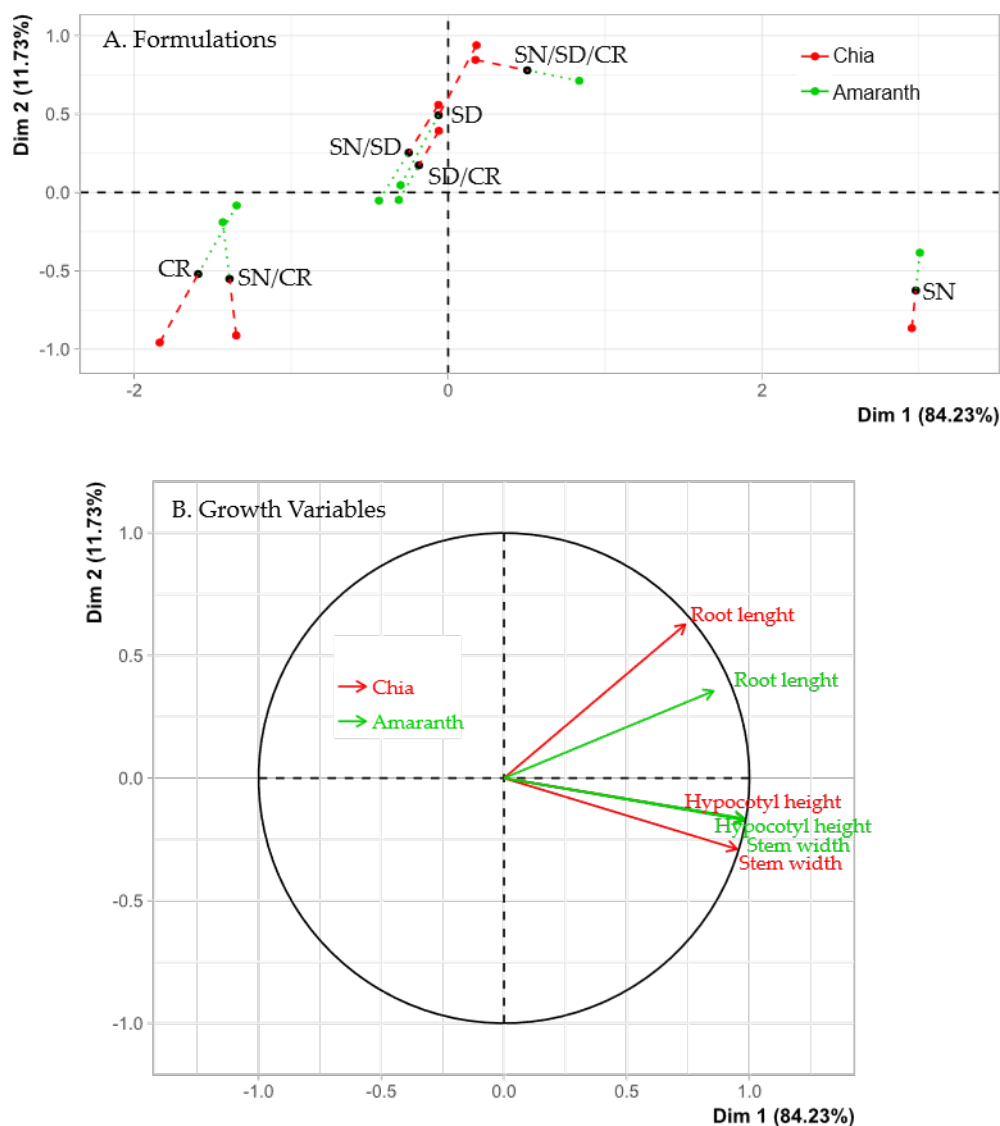 A. Formulations
Dim 2 (11.73%)
1.0
0.5
0.0
-0.5
-1.0
SN/SD/CR
Chia
Amaranth
SD
SN/SD
SD/CR
CR
SN/CR
SN
-2
0
2
Dim 1 (84.23%)
B. Growth Variables
Dim 2 (11.73%)
1.0
0.5
0.0
-0.5
-1.0
Root lenght
Root lenght
Chia
Amaranth
Hypocotyl height
Hypocotyl height
Stem width
Stem width
-1.0
-0.5
0.0
0.5
1.0
Dim 1 (84.23%)